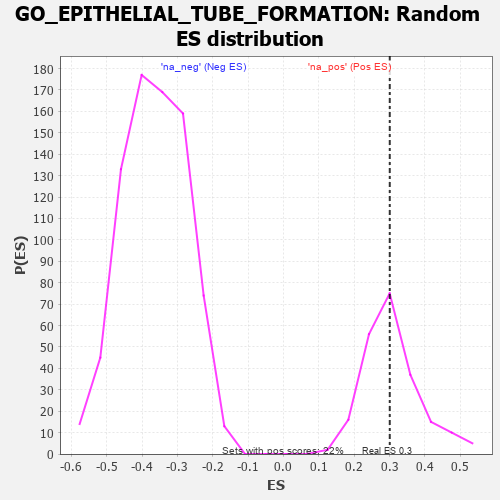 GO_EPITHELIAL_TUBE_FORMATION: Random
ES distribution
'na_neg' (Neg ES) 'na_pos' (Pos ES)
180
170
160
150
140
130
120
110
100
90
80
70
60
50
40
30
20
10
0
P(ES)
Sets with pos scores: 22% Real ES 0.3
-0.6 -0.5 -0.4 -0.3 -0.2 -0.1 0.0 0.1 0.2 0.3 0.4 0.5
ES